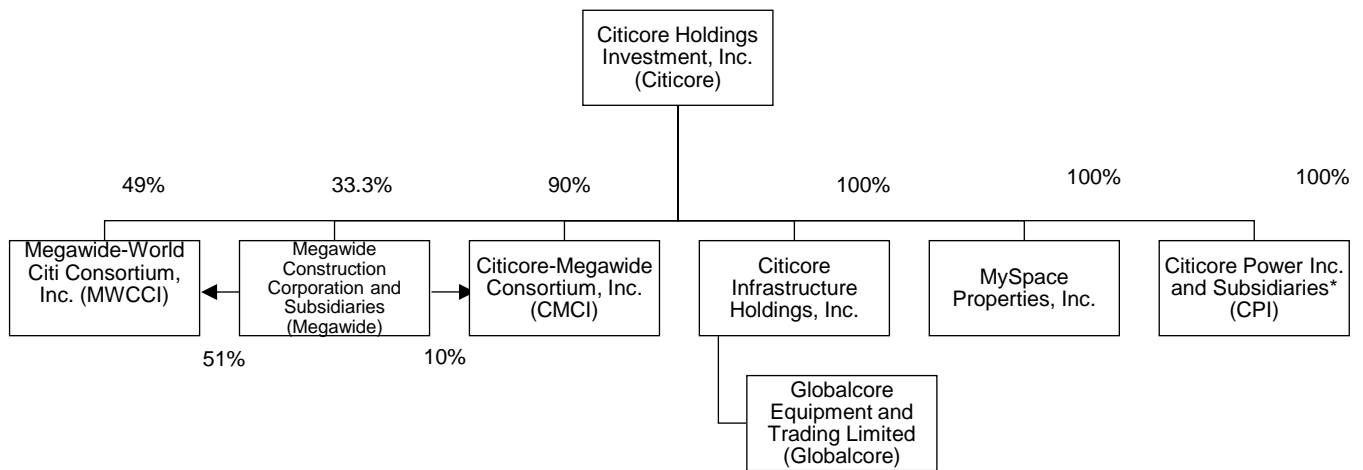 Citicore Holdings
Investment, Inc.
(Citicore)
49%
33.3%
90%
100%
100%
100%
Megawide-World
Citi Consortium,
Inc. (MWCCI)
Megawide
Construction
Corporation and
Subsidiaries
(Megawide)
Citicore-Megawide
Consortium, Inc.
(CMCI)
Citicore
Infrastructure
Holdings, Inc.
MySpace
Properties, Inc.
Citicore Power Inc.
and Subsidiaries*
(CPI)
51%
10%
Globalcore
Equipment and
Trading Limited
(Globalcore)